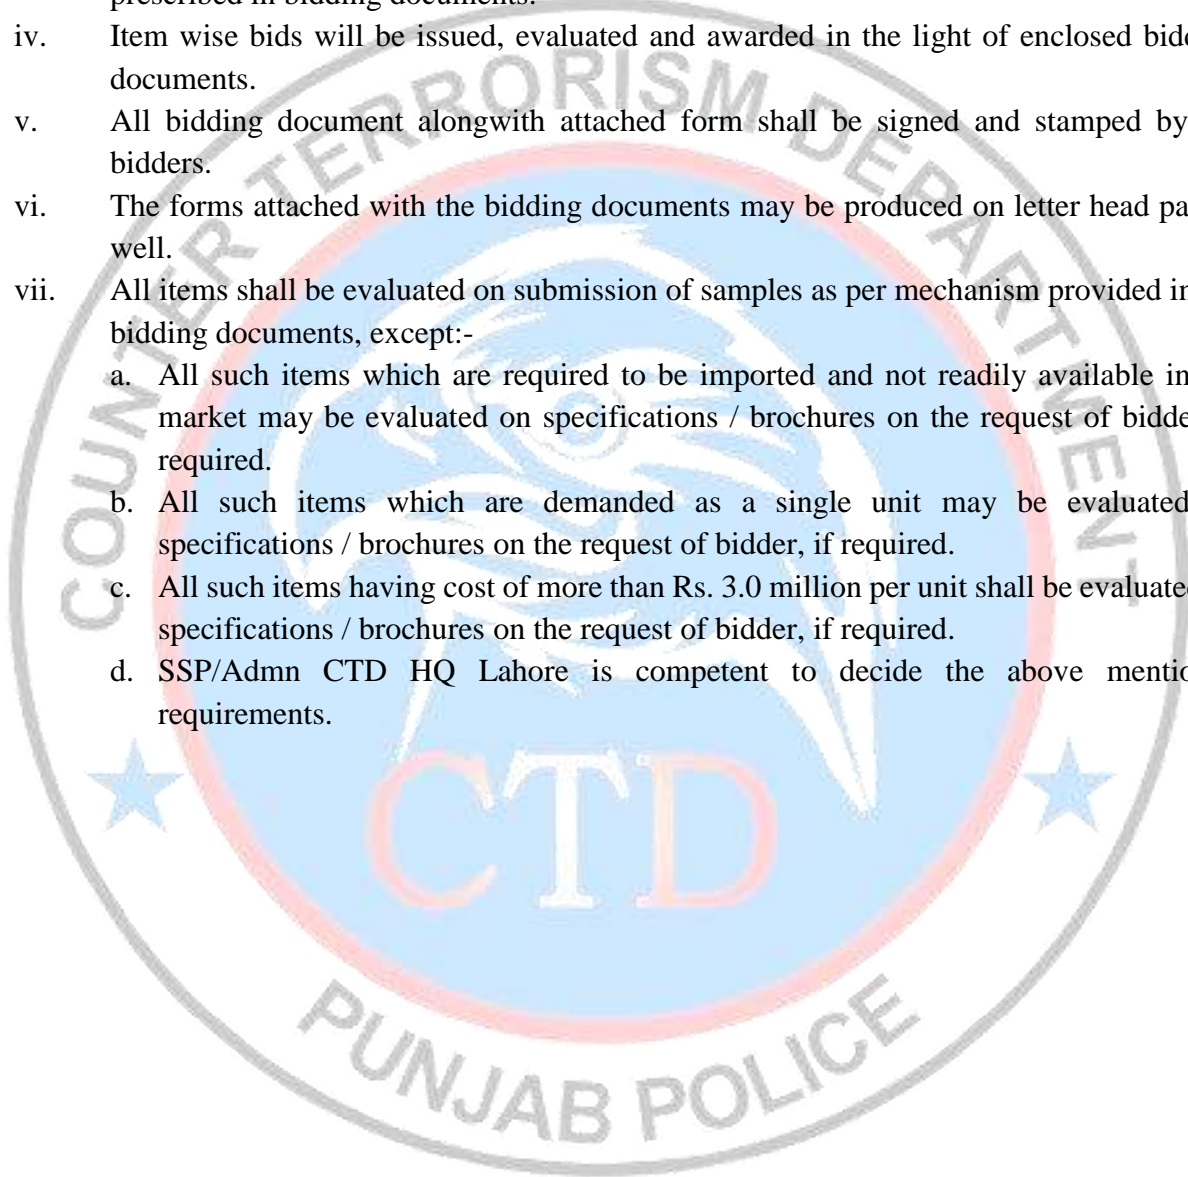 prescribed in bidding documents.
iv. Item wise bids will be issued, evaluated and awarded in the light of enclosed bid
documents.
v. All bidding document alongwith attached form shall be signed and stamped by
bidders.
vi. The forms attached with the bidding documents may be produced on letter head pa
well.
vii. All items shall be evaluated on submission of samples as per mechanism provided in
bidding documents, except:-
a. All such items which are required to be imported and not readily available in
market may be evaluated on specifications / brochures on the request of bidde
required.
b. All such items which are demanded as a single unit may be evaluated
specifications / brochures on the request of bidder, if required.
c. All such items having cost of more than Rs. 3.0 million per unit shall be evaluate
specifications / brochures on the request of bidder, if required.
d. SSP/Admn CTD HQ Lahore is competent to decide the above mentio
requirements.
COUNTER TERRORISM DEPARTMENT
CTD
PUNJAB POLICE